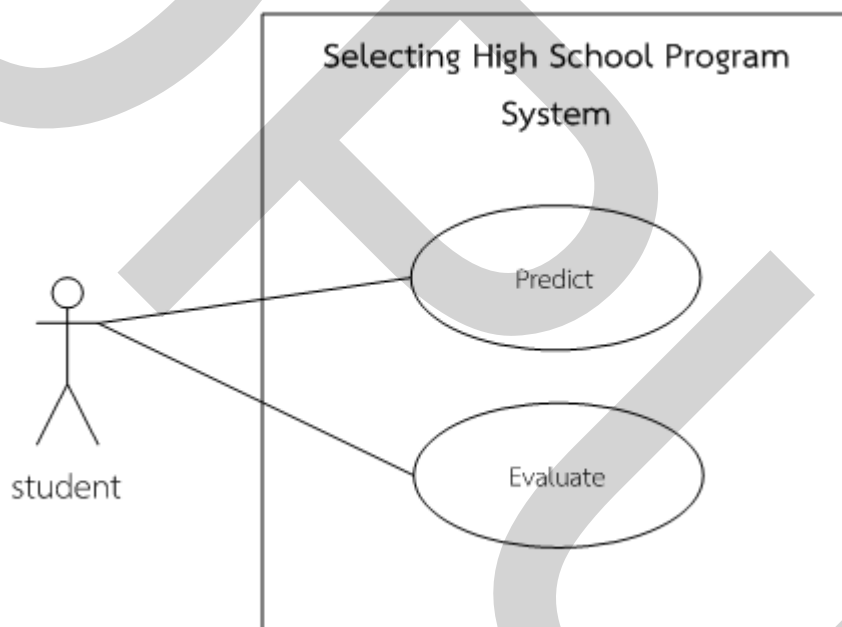 Selecting High School Program
System
Predict
student
Evaluate